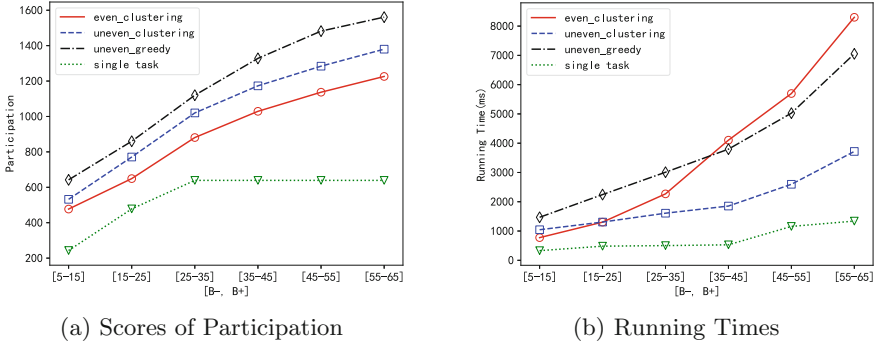 1600
1400
1200
1000
800
600
400
200
Participation
even_clustering
uneven_clustering
uneven_greedy
single task
[5-15]
[15-25]
[25-35]
[35-45]
[45-55]
[55-65]
[B-, B+]
(a) Scores of Participation
8000
7000
6000
5000
4000
3000
2000
1000
0
Running Time(ms)
even_clustering
uneven_clustering
uneven_greedy
single task
[5-15]
[15-25]
[25-35]
[35-45]
[45-55]
[55-65]
[B-, B+]
(b) Running Times